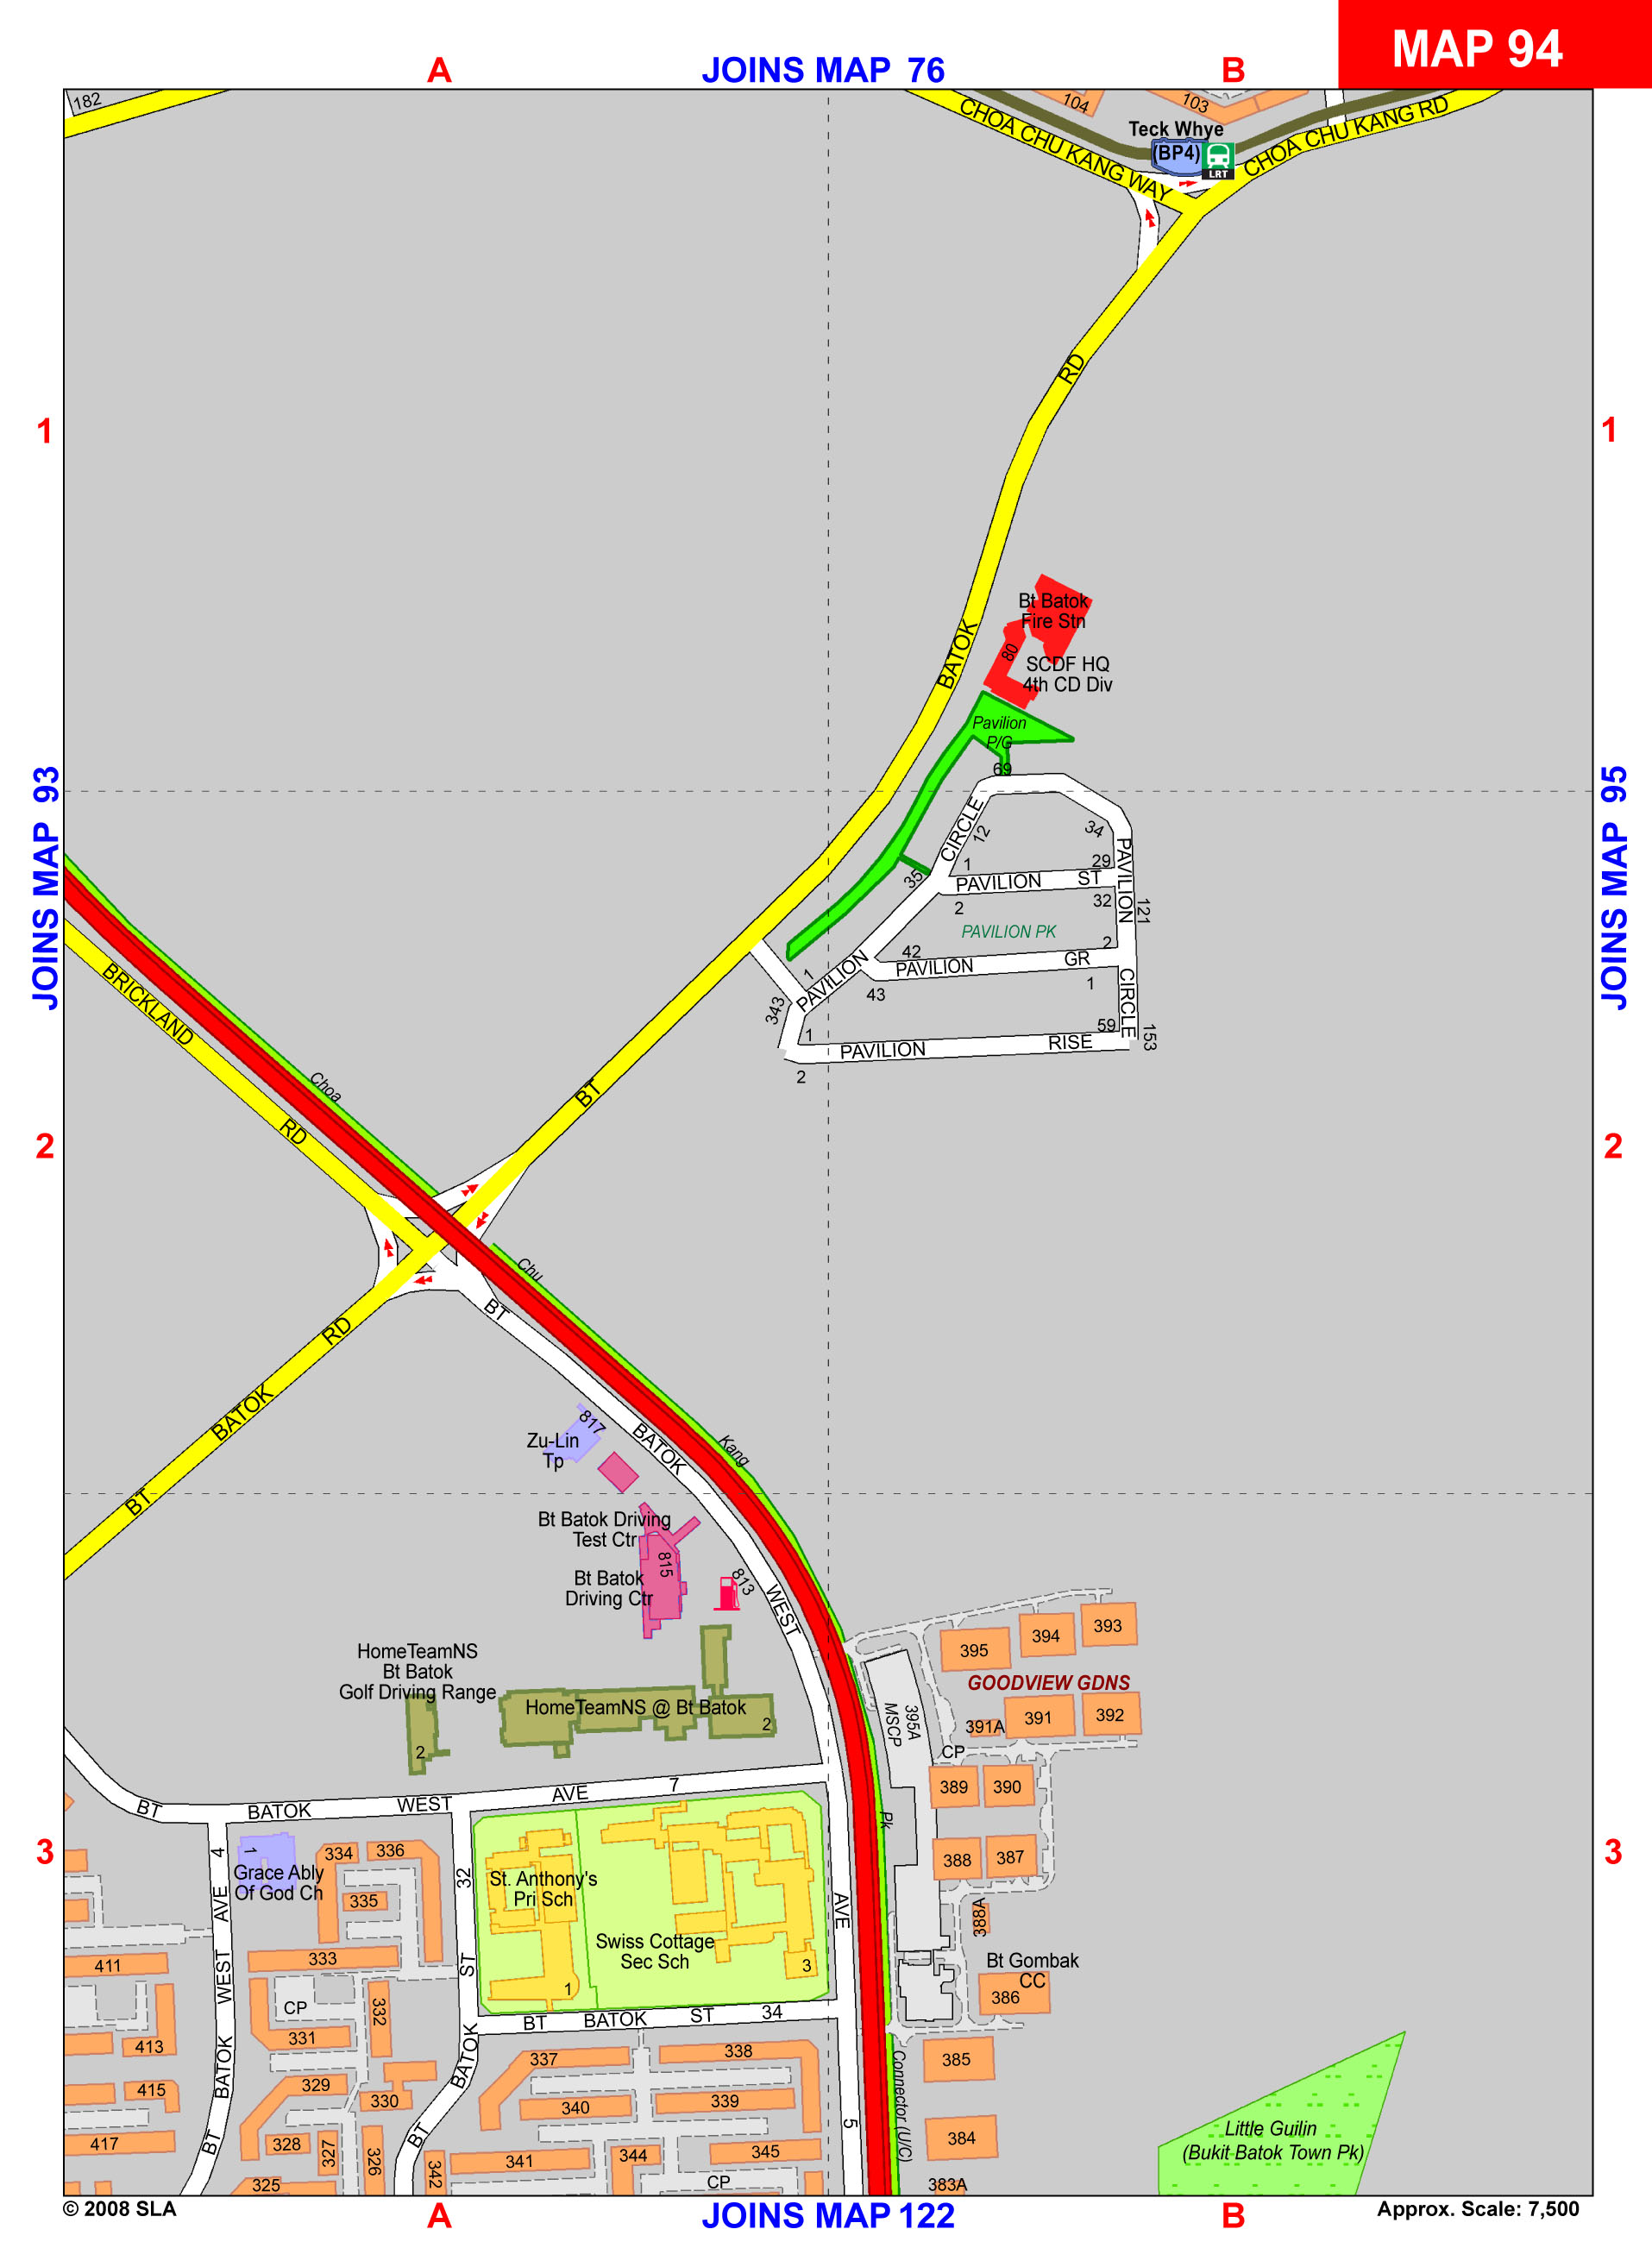 MAP 94
A
JOINS MAP 76
B
182
104
103
Teck Whye
(BP4)
LRT
CHOA CHU KANG WAY
CHOA CHU KANG RD
RD
1
1
BATOK
Bt Batok
Fire Stn
80
SCDF HQ
4th CD Div
Pavilion
P/G
69
JOINS MAP 93
JOINS MAP 95
CIRCLE
12
34
PAVILION
1
29
35
PAVILION ST
2
32
121
PAVILION PK
2
42
PAVILION GR
1
PAVILION
43
1
CIRCLE
343
1
59
153
PAVILION RISE
2
BRICKLAND
RD
Choa
BT
2
2
Chu
BT
RD
BATOK
BT
817
Zu-Lin
Tp
BATOK
Kang
Bt Batok Driving
Test Ctr
815
Bt Batok
Driving Ctr
813
WEST
HomeTeamNS
Bt Batok
Golf Driving Range
2
HomeTeamNS @ Bt Batok
2
393
394
395
GOODVIEW GDNS
395A
MSCP
391A
391
392
CP
389
390
BT BATOK WEST AVE 7
Pk
3
3
388
387
388A
4
1
Grace Ably
Of God Ch
334
336
335
32
St. Anthony's
Pri Sch
1
Swiss Cottage
Sec Sch
3
AVE
333
411
AVE
WEST
ST
Bt Gombak
CC
386
CP
332
331
BT BATOK ST 34
413
BATOK
BATOK
337
338
385
Connector (U/C)
415
329
330
340
339
Little Guilin
(Bukit Batok Town Pk)
417
BT
328
327
326
BT
5
384
341
344
345
342
325
CP
383A
© 2008 SLA
A
JOINS MAP 122
B
Approx. Scale: 7,500